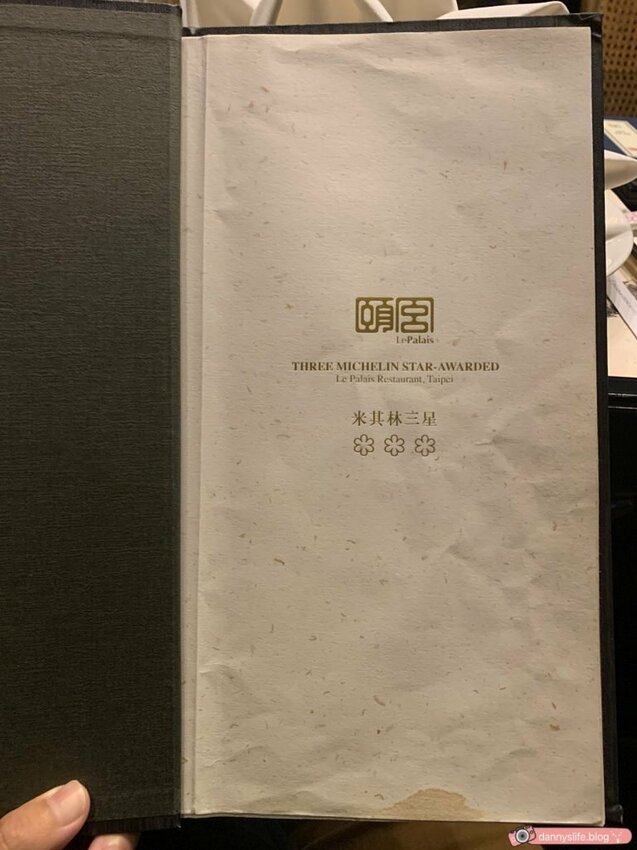 頤宮
Le Palais
THREE MICHELIN STAR-AWARDED
Le Palais Restaurant, Taipei
米其林三星
dannyslife.blog